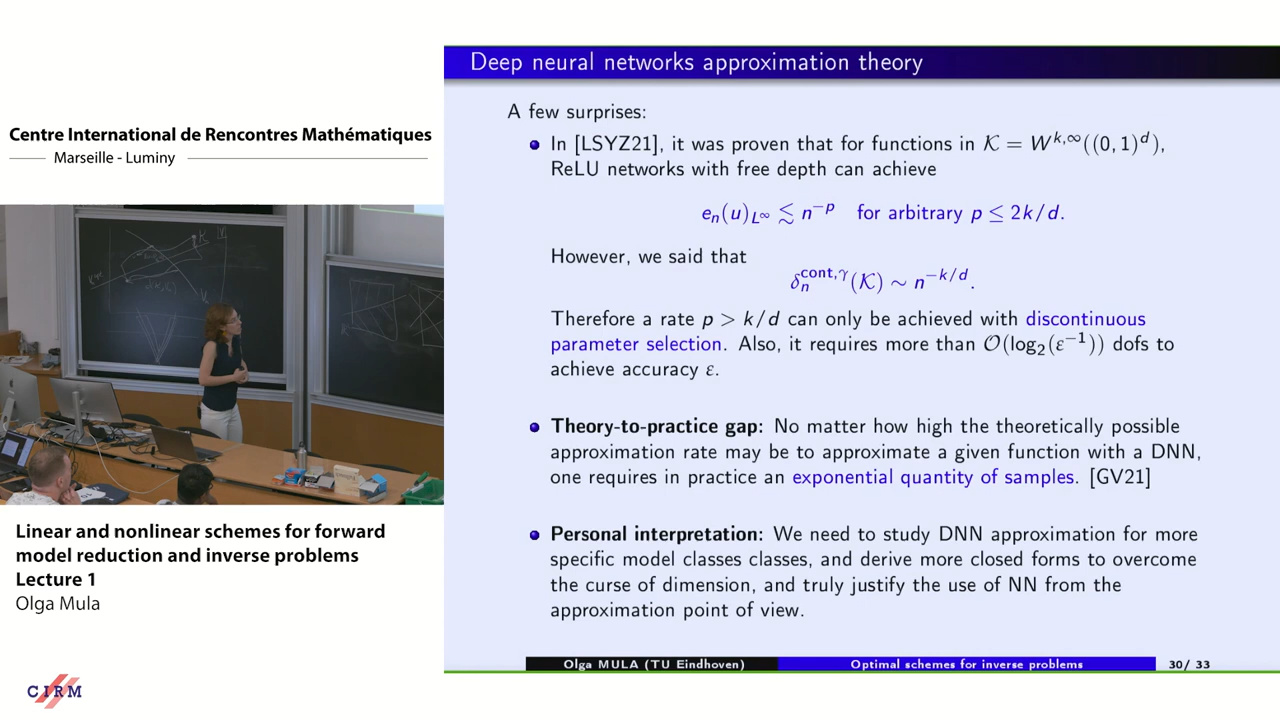 Centre International de Rencontres Mathématiques
Marseille - Luminy
Linear and nonlinear schemes for forward
model reduction and inverse problems
Lecture 1
Olga Mula
CIRM
Deep neural networks approximation theory
A few surprises:
In [LSYZ21], it was proven that for functions in 𝒦 = W^{k,∞}((0, 1)^d),
ReLU networks with free depth can achieve
e_n(u)_{L^∞} ≲ n^{−p} for arbitrary p ≤ 2k/d.
However, we said that
δ_n^{cont,γ}(𝒦) ∼ n^{−k/d}.
Therefore a rate p > k/d can only be achieved with discontinuous
parameter selection. Also, it requires more than 𝒪(log₂(ε^{−1})) dofs to
achieve accuracy ε.
Theory-to-practice gap: No matter how high the theoretically possible
approximation rate may be to approximate a given function with a DNN,
one requires in practice an exponential quantity of samples. [GV21]
Personal interpretation: We need to study DNN approximation for more
specific model classes classes, and derive more closed forms to overcome
the curse of dimension, and truly justify the use of NN from the
approximation point of view.
Olga MULA (TU Eindhoven) Optimal schemes for inverse problems 30/ 33